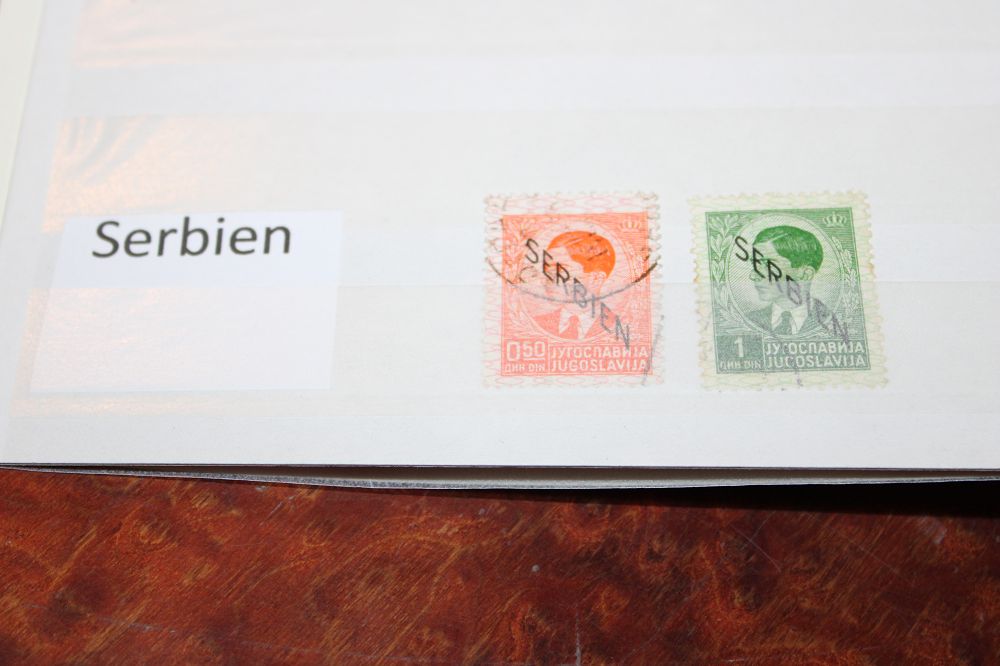 Serbien
SERBIEN
0.50 ЈУГОСЛАВИЈА
ДИН DIN JUGOSLAVIJA
SERBIEN
1 ЈУГОСЛАВИЈА
ДИН DIN JUGOSLAVIJA